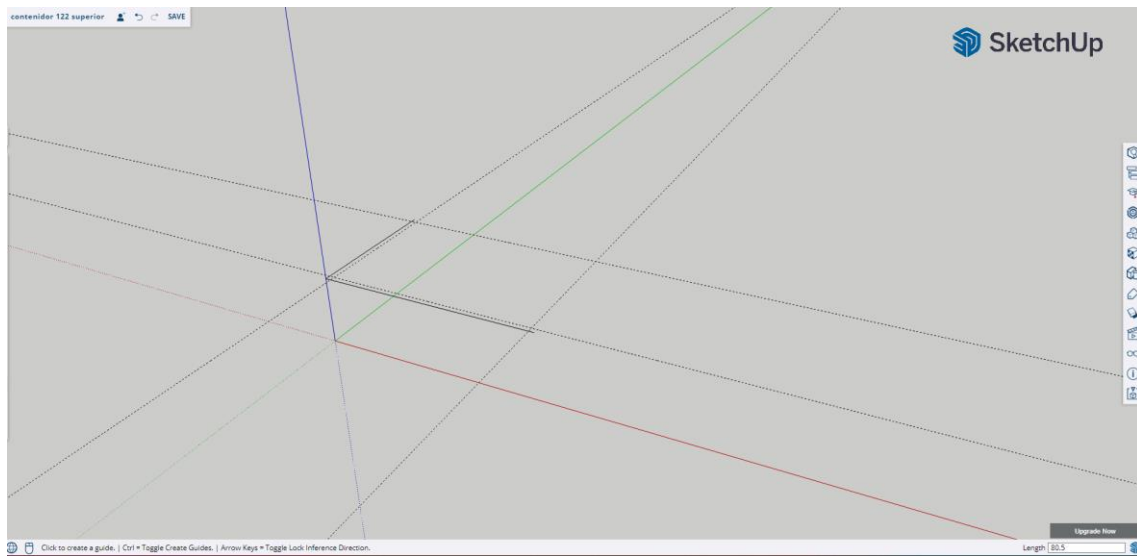 contenidor 122 superior SAVE
SketchUp
Upgrade Now
Click to create a guide. | Ctrl = Toggle Create Guides. | Arrow Keys = Toggle Lock Inference Direction. Length 80.5